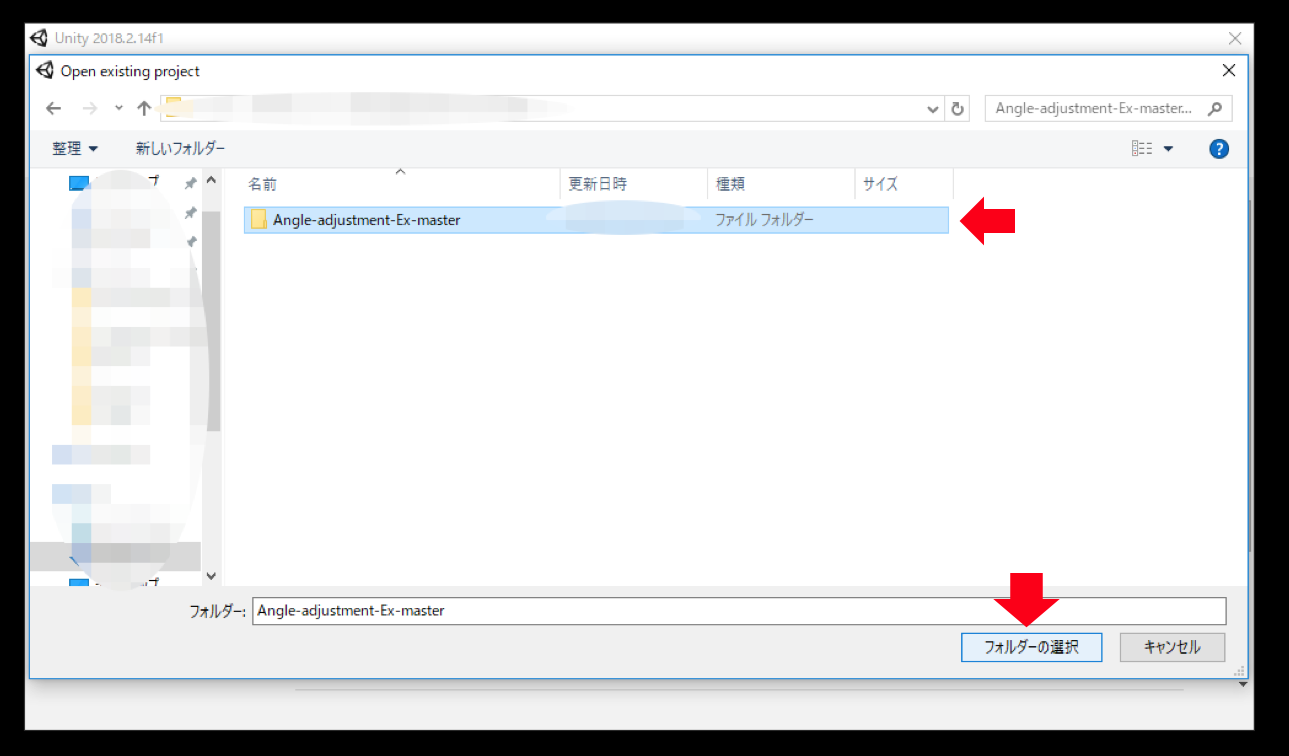 Unity 2018.2.14f1
Open existing project
Angle-adjustment-Ex-master...
整理
新しいフォルダー
名前
更新日時
種類
サイズ
プ
Angle-adjustment-Ex-master
ファイル フォルダー
フォルダー:
Angle-adjustment-Ex-master
フォルダーの選択
キャンセル